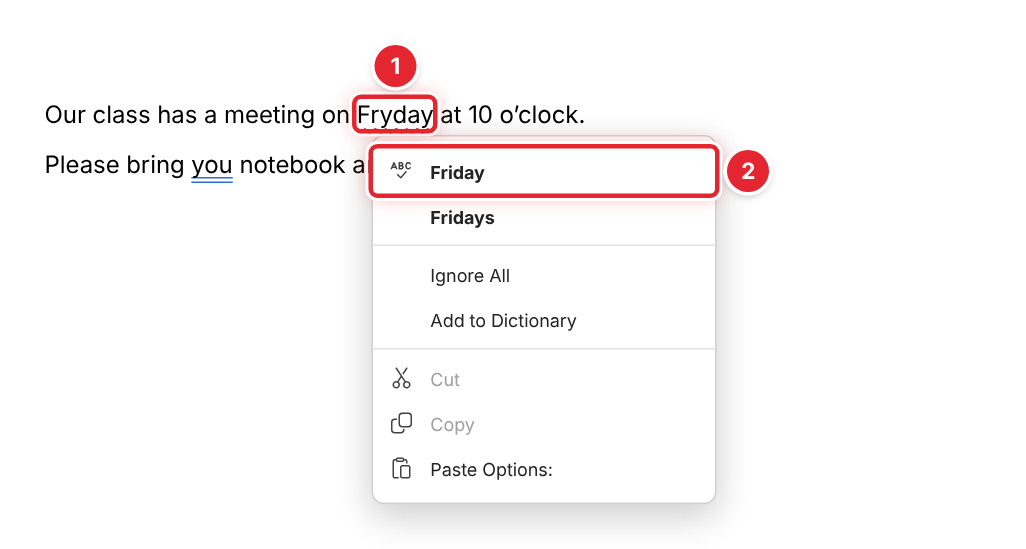 1
Our class has a meeting on Fryday at 10 o’clock.
Please bring you notebook a
ABC
Friday
2
Fridays
Ignore All
Add to Dictionary
Cut
Copy
Paste Options: